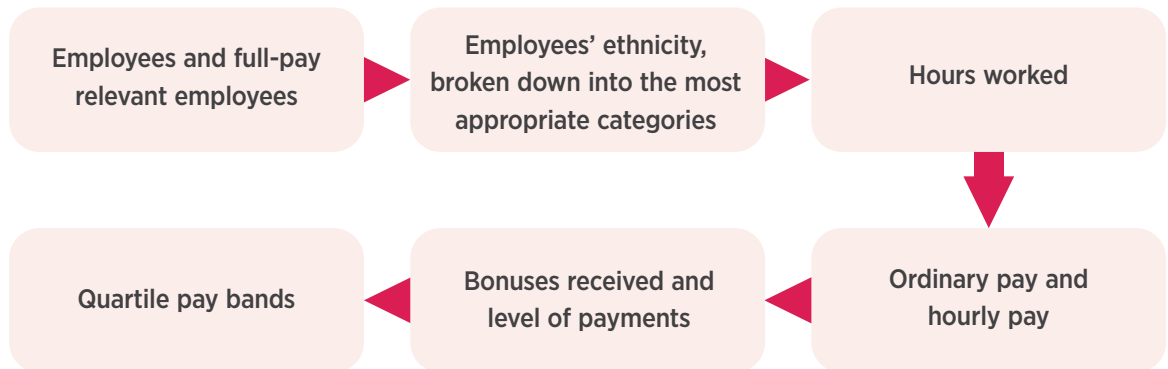 Employees and full-pay
relevant employees
Employees’ ethnicity,
broken down into the most
appropriate categories
Hours worked
Ordinary pay and
hourly pay
Bonuses received and
level of payments
Quartile pay bands